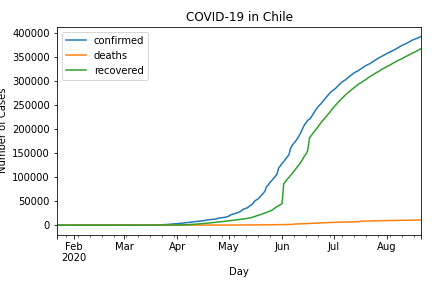 COVID-19 in Chile
confirmed
deaths
recovered
400000
350000
300000
250000
200000
150000
100000
50000
0
Number of Cases
Feb
2020
Mar
Apr
May
Jun
Jul
Aug
Day